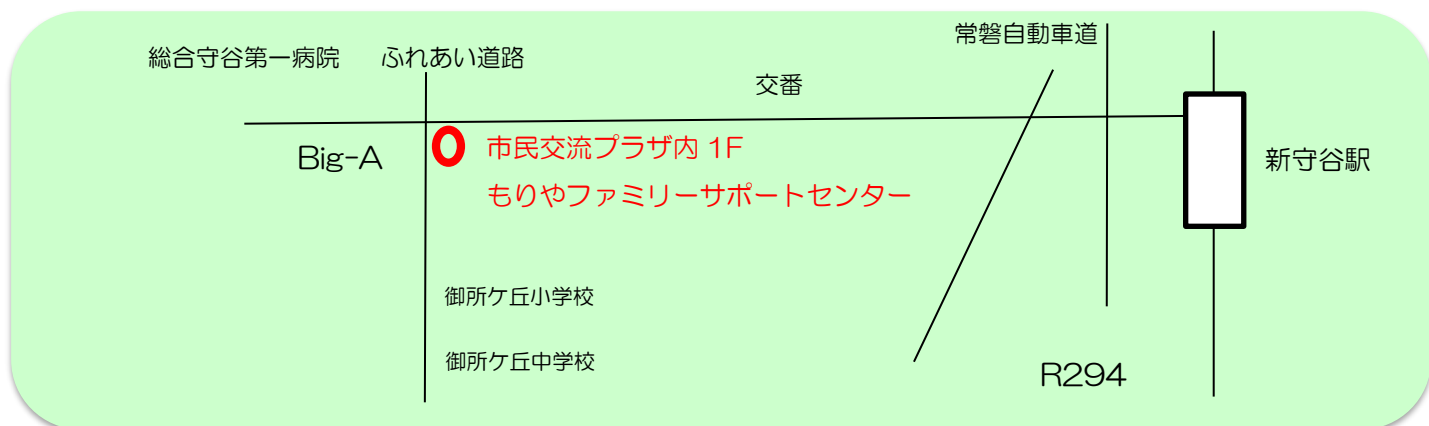 常磐自動車道
総合守谷第一病院 ふれあい道路
交番
Big-A
市民交流プラザ内 1F
新守谷駅
もりやファミリーサポートセンター
御所ケ丘小学校
御所ケ丘中学校
R294